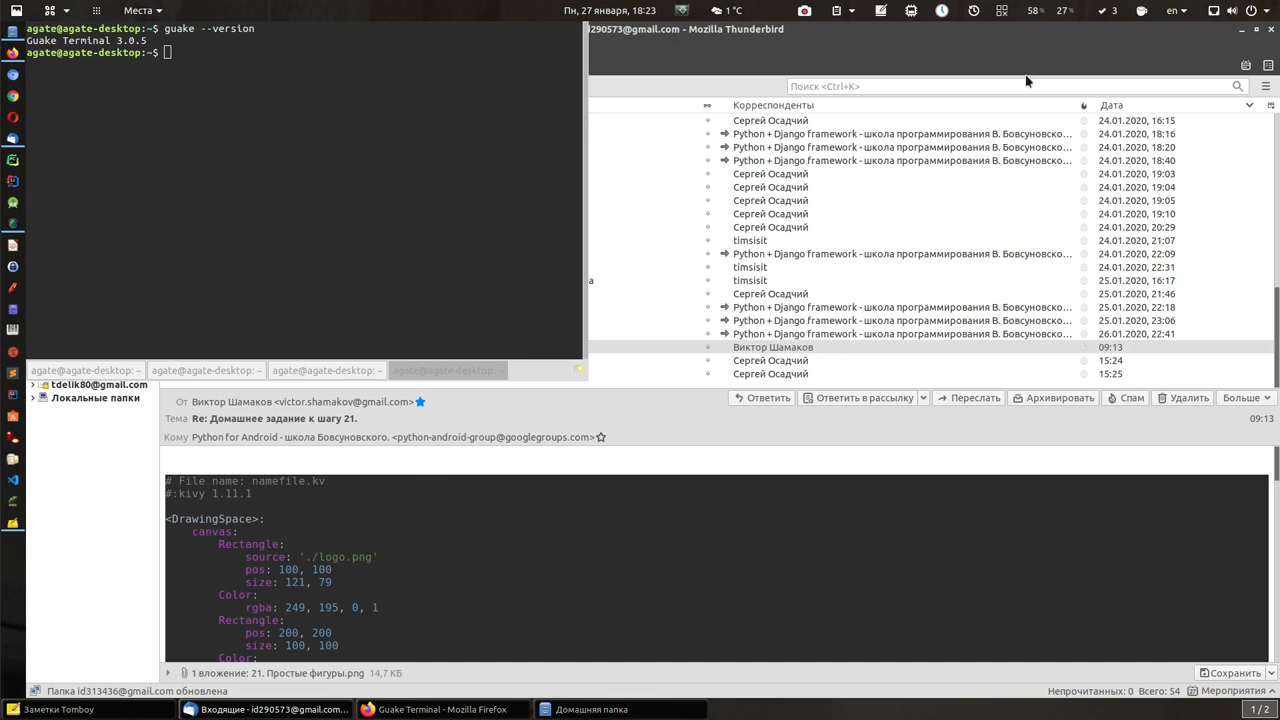 Места
Пн, 27 января, 18:23
1 °C
58 %
27 %
3
en
agate@agate-desktop:~$ guake --version
Guake Terminal 3.0.5
agate@agate-desktop:~$
id290573@gmail.com - Mozilla Thunderbird
Поиск <Ctrl+K>
Корреспонденты Дата
Сергей Осадчий 24.01.2020, 16:15
Python + Django framework - школа программирования В. Бовсуновско... 24.01.2020, 18:16
Python + Django framework - школа программирования В. Бовсуновско... 24.01.2020, 18:20
Python + Django framework - школа программирования В. Бовсуновско... 24.01.2020, 18:40
Сергей Осадчий 24.01.2020, 19:03
Сергей Осадчий 24.01.2020, 19:04
Сергей Осадчий 24.01.2020, 19:05
Сергей Осадчий 24.01.2020, 19:10
Сергей Осадчий 24.01.2020, 20:29
timsisit 24.01.2020, 21:07
Python + Django framework - школа программирования В. Бовсуновско... 24.01.2020, 22:09
timsisit 24.01.2020, 22:31
а timsisit 25.01.2020, 16:17
Сергей Осадчий 25.01.2020, 21:46
Python + Django framework - школа программирования В. Бовсуновско... 25.01.2020, 22:18
Python + Django framework - школа программирования В. Бовсуновско... 25.01.2020, 23:06
Python + Django framework - школа программирования В. Бовсуновско... 26.01.2020, 22:41
Виктор Шамаков 09:13
Сергей Осадчий 15:24
Сергей Осадчий 15:25
agate@agate-desktop: ~ agate@agate-desktop: ~ agate@agate-desktop: ~ agate@agate-desktop: ~
tdelik80@gmail.com
Локальные папки
От Виктор Шамаков <victor.shamakov@gmail.com>
Ответить Ответить в рассылку Переслать Архивировать Спам Удалить Больше
Тема Re: Домашнее задание к шагу 21. 09:13
Кому Python for Android - школа Бовсуновского. <python-android-group@googlegroups.com>
# File name: namefile.kv
#:kivy 1.11.1
<DrawingSpace>:
canvas:
Rectangle:
source: './logo.png'
pos: 100, 100
size: 121, 79
Color:
rgba: 249, 195, 0, 1
Rectangle:
pos: 200, 200
size: 100, 100
Color:
1 вложение: 21. Простые фигуры.png 14,7 КБ
Сохранить
Папка id313436@gmail.com обновлена
Непрочитанных: 0 Всего: 54 Мероприятия
Заметки Tomboy
Входящие - id290573@gmail.com...
Guake Terminal - Mozilla Firefox
Домашняя папка
1 / 2